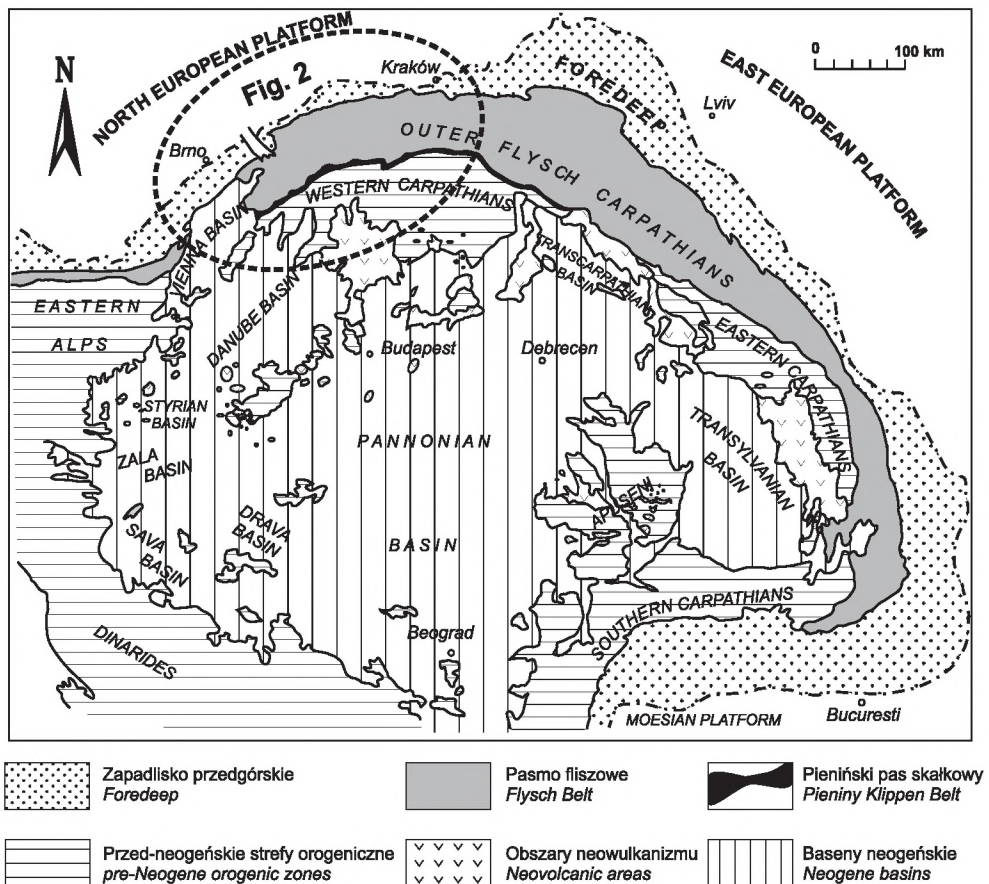 NORTH EUROPEAN PLATFORM
Fig. 2
Kraków
FOREDEEP
EAST EUROPEAN PLATFORM
0 100 km
N
Lviv
Brno
OUTER FLYSCH CARPATHIANS
WESTERN CARPATHIANS
VIENNA BASIN
TRANSCARPATHIAN
BASIN
EASTERN
ALPS
DANUBE BASIN
Budapest
Debrecen
EASTERN CARPATHIANS
STYRIAN
BASIN
PANNONIAN
TRANSYLVANIAN
BASIN
ZALA
BASIN
APUSENI
SAVA
BASIN
DRAVA
BASIN
BASIN
SOUTHERN CARPATHIANS
Beograd
DINARIDES
MOESIAN PLATFORM
Bucuresti
Zapadlisko przedgórskie
Foredeep
Pasmo fliszowe
Flysch Belt
Pieniński pas skałkowy
Pieniny Klippen Belt
Przed-neogeńskie strefy orogeniczne
pre-Neogene orogenic zones
Obszary neowulkanizmu
Neovolcanic areas
Baseny neogeńskie
Neogene basins